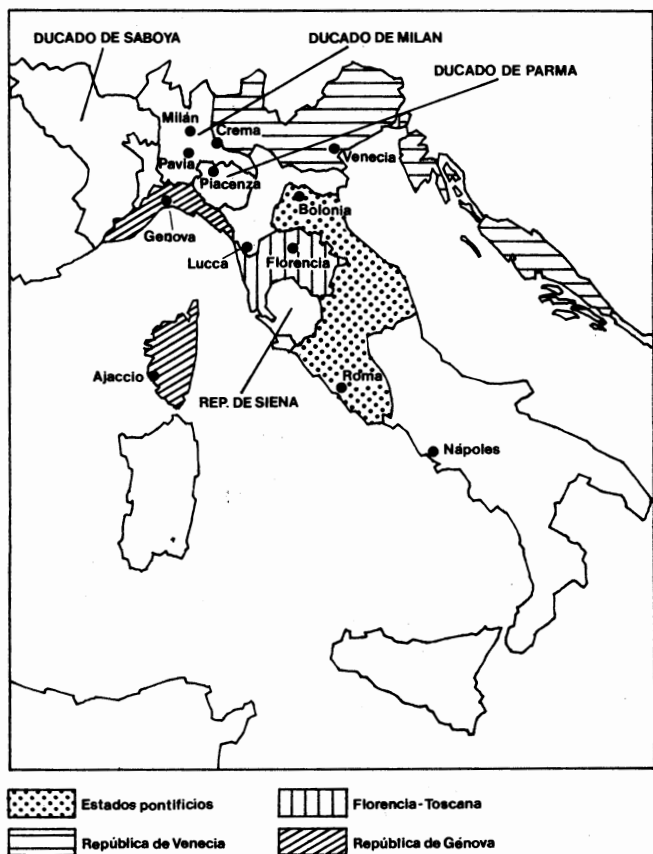 DUCADO DE SABOYA
DUCADO DE MILAN
DUCADO DE PARMA
Milán
Crema
Pavia
Venecia
Piacenza
Bolonia
Genova
Lucca
Florencia
Ajaccio
Roma
REP. DE SIENA
Nápoles
Estados pontificios
Florencia-Toscana
República de Venecia
República de Génova